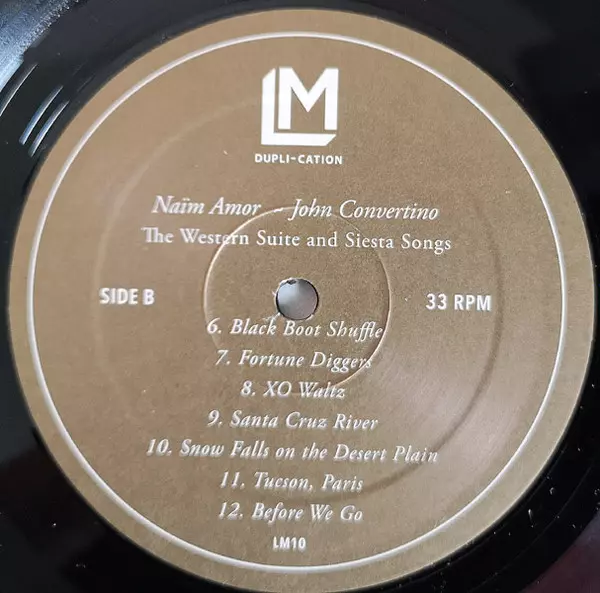 LM
DUPLI-CATION
Naïm Amor - John Convertino
The Western Suite and Siesta Songs
SIDE B
33 RPM
6. Black Boot Shuffle
7. Fortune Diggers
8. XO Waltz
9. Santa Cruz River
10. Snow Falls on the Desert Plain
11. Tucson, Paris
12. Before We Go
LM10